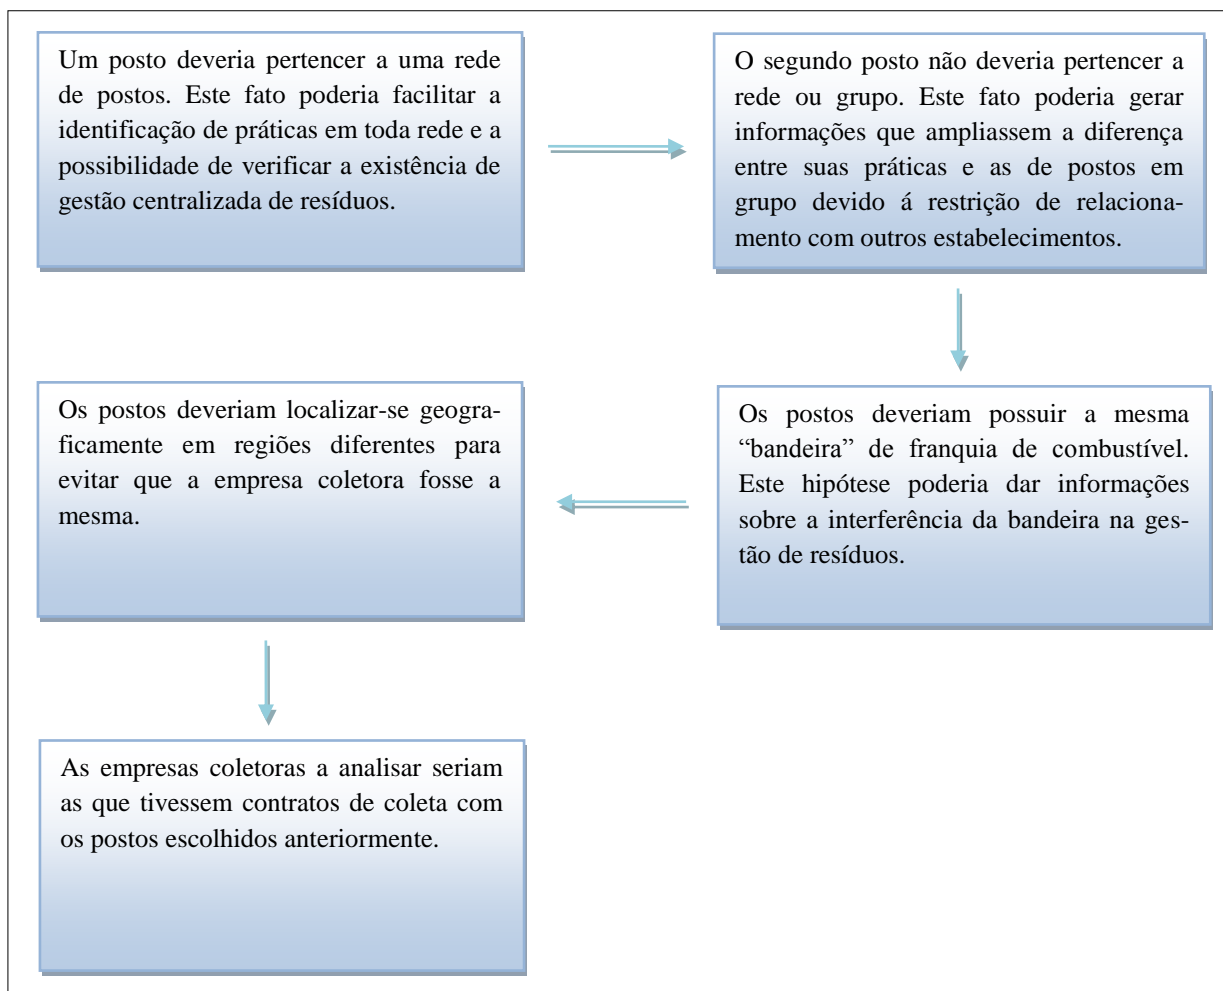 Um posto deveria pertencer a uma rede
de postos. Este fato poderia facilitar a
identificação de práticas em toda rede e a
possibilidade de verificar a existência de
gestão centralizada de resíduos.
O segundo posto não deveria pertencer a
rede ou grupo. Este fato poderia gerar
informações que ampliassem a diferença
entre suas práticas e as de postos em
grupo devido á restrição de relaciona-
mento com outros estabelecimentos.
Os postos deveriam possuir a mesma
“bandeira” de franquia de combustível.
Este hipótese poderia dar informações
sobre a interferência da bandeira na ges-
tão de resíduos.
Os postos deveriam localizar-se geogra-
ficamente em regiões diferentes para
evitar que a empresa coletora fosse a
mesma.
As empresas coletoras a analisar seriam
as que tivessem contratos de coleta com
os postos escolhidos anteriormente.